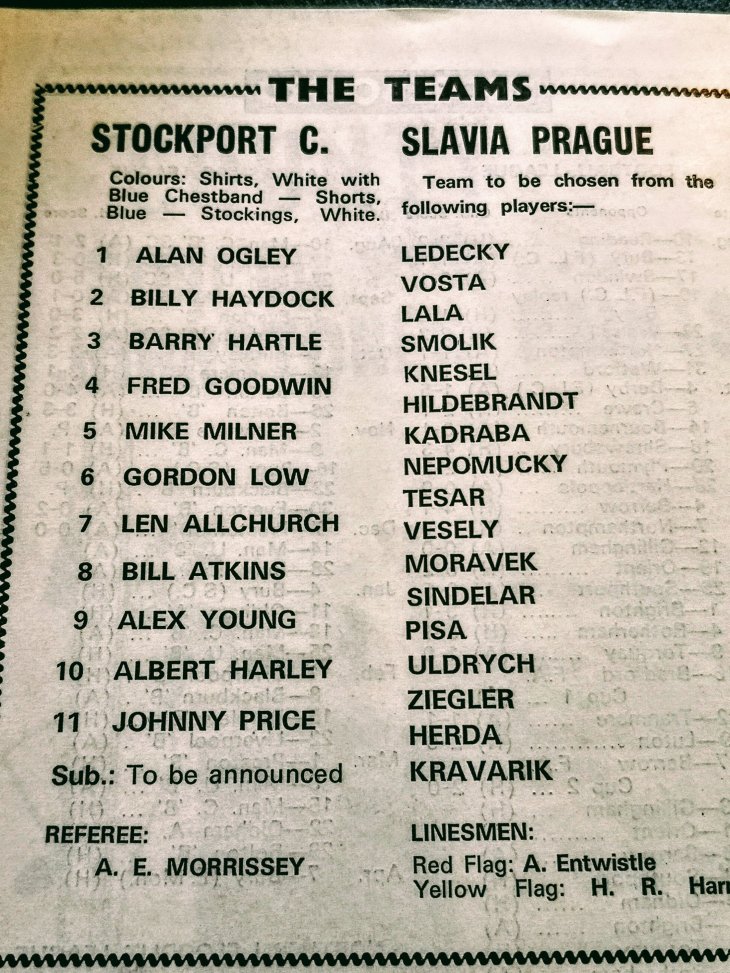 THE TEAMS
STOCKPORT C.
Colours: Shirts, White with
Blue Chestband — Shorts,
Blue — Stockings, White.
1 ALAN OGLEY
2 BILLY HAYDOCK
3 BARRY HARTLE
4 FRED GOODWIN
5 MIKE MILNER
6 GORDON LOW
7 LEN ALLCHURCH
8 BILL ATKINS
9 ALEX YOUNG
10 ALBERT HARLEY
11 JOHNNY PRICE
Sub.: To be announced
REFEREE:
A. E. MORRISSEY
SLAVIA PRAGUE
Team to be chosen from the
following players:—
LEDECKY
VOSTA
LALA
SMOLIK
KNESEL
HILDEBRANDT
KADRABA
NEPOMUCKY
TESAR
VESELY
MORAVEK
SINDELAR
PISA
ULDRYCH
ZIEGLER
HERDA
KRAVARIK
LINESMEN:
Red Flag: A. Entwistle
Yellow Flag: H. R.